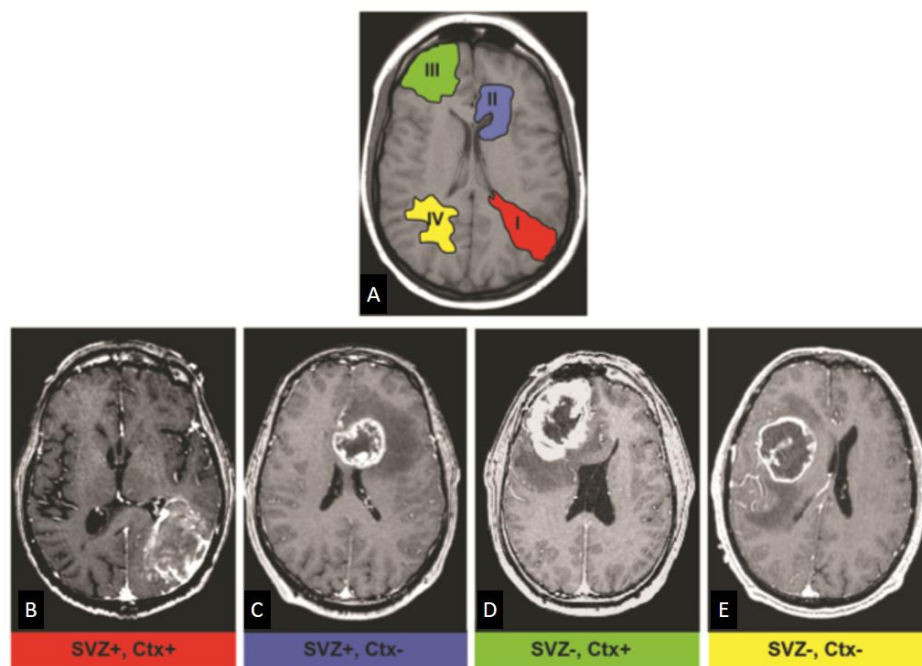 III
II
IV
I
A
B
C
D
E
SVZ+, Ctx+
SVZ+, Ctx-
SVZ-, Ctx+
SVZ-, Ctx-